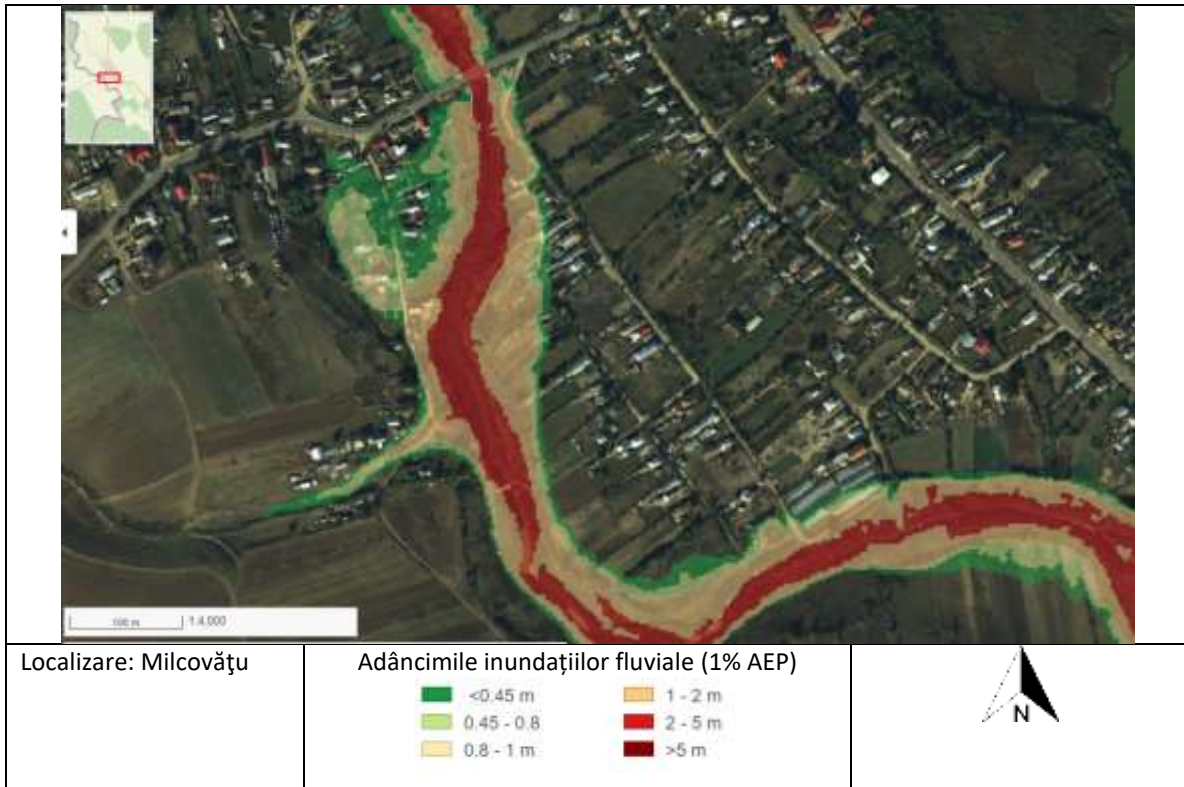 100 m 1:4.000
Localizare: Milcovăţu
Adâncimile inundațiilor fluviale (1% AEP)
<0.45 m
1 - 2 m
0.45 - 0.8
2 - 5 m
0.8 - 1 m
>5 m
N